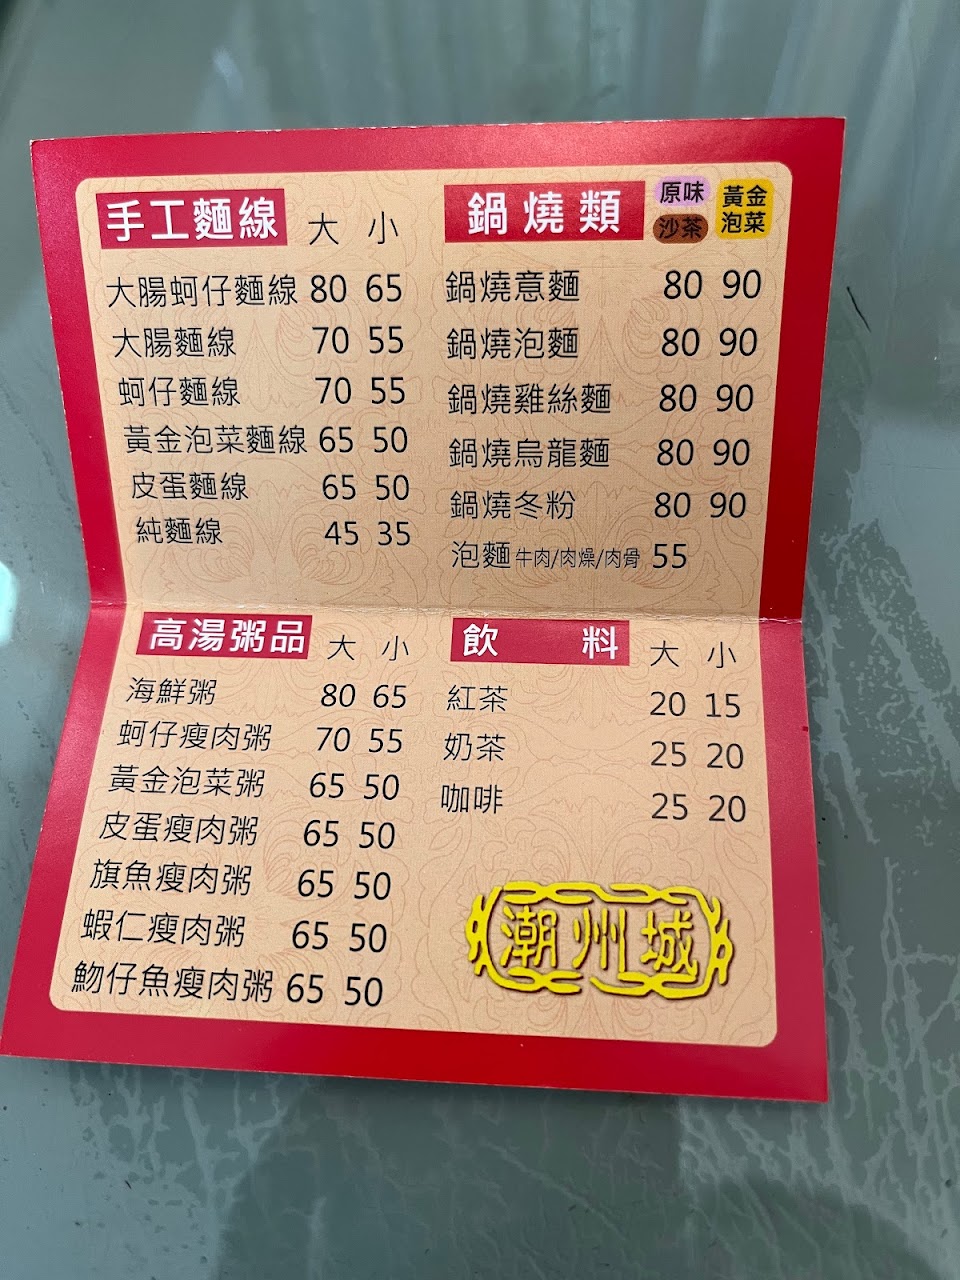 手工麵線 大 小
大腸蚵仔麵線 80 65
大腸麵線 70 55
蚵仔麵線 70 55
黃金泡菜麵線 65 50
皮蛋麵線 65 50
純麵線 45 35
鍋燒類 原味 沙茶 黃金泡菜
鍋燒意麵 80 90
鍋燒泡麵 80 90
鍋燒雞絲麵 80 90
鍋燒烏龍麵 80 90
鍋燒冬粉 80 90
泡麵 牛肉/肉燥/肉骨 55
高湯粥品 大 小
海鮮粥 80 65
蚵仔瘦肉粥 70 55
黃金泡菜粥 65 50
皮蛋瘦肉粥 65 50
旗魚瘦肉粥 65 50
蝦仁瘦肉粥 65 50
魩仔魚瘦肉粥 65 50
飲料 大 小
紅茶 20 15
奶茶 25 20
咖啡 25 20
潮州城